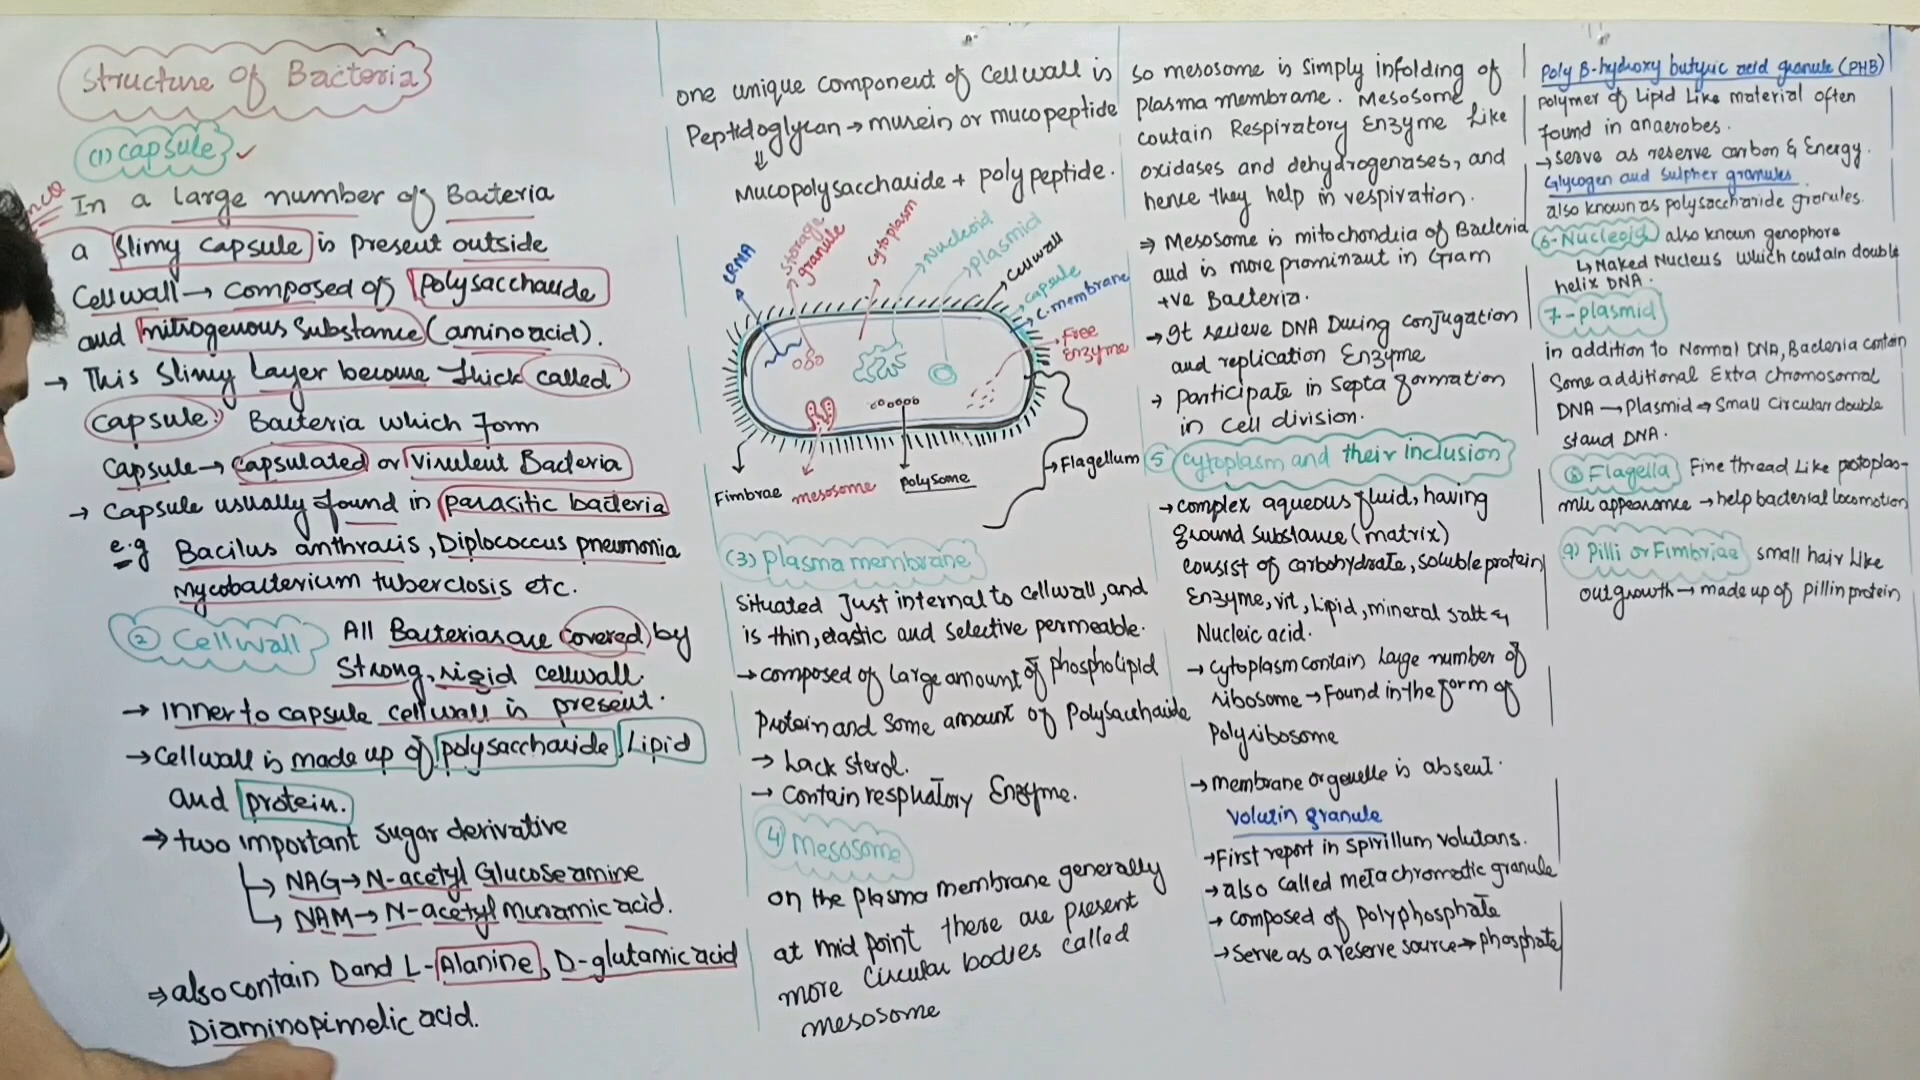 Structure of Bacteria
(1) capsule ✓
In a large number of Bacteria
a slimy capsule is present outside
Cellwall → composed of Polysaccharide
and nitrogenous substance (amino acid).
→ This slimy Layer become thick called
capsule. Bacteria which form
capsule → capsulated or virulent Bacteria
→ capsule usually found in parasitic bacteria
e.g Bacilus anthracis, Diplococcus pneumonia
Mycobacterium tuberclosis etc.
② Cellwall All Bacterias are covered by
strong, rigid cellwall.
→ inner to capsule cellwall is present.
→ Cellwall is made up of polysaccharide, Lipid
and protein.
→ two important sugar derivative
↳ NAG → N-acetyl Glucoseamine
↳ NAM → N-acetyl muramic acid.
⇒ also contain D and L-Alanine, D-glutamic acid
Diaminopimelic acid.
one unique component of Cellwall is
Peptidoglycan → murein or mucopeptide
⇓
Mucopolysaccharide + polypeptide.
tRNA
storage granule
cytoplasm
Nucleoid
plasmid
Cellwall
capsule
C. membrane
Free Enzyme
Flagellum
Fimbrae
mesosome
polysome
(3) Plasma membrane
situated Just internal to cellwall, and
is thin, elastic and selective permeable.
→ composed of large amount of phospholipid
Protein and some amount of Polysaccharide
→ Lack sterol.
→ Contain respiratory Enzyme.
④ Mesosome
on the plasma membrane generally
at mid point there are present
more circular bodies called
mesosome
so mesosome is simply infolding of
plasma membrane. Mesosome
contain Respiratory Enzyme like
oxidases and dehydrogenases, and
hence they help in respiration.
⇒ Mesosome is mitochondia of Bacteria
and is more prominant in Gram
+ve Bacteria.
→ It recieve DNA During conjugation
and replication Enzyme
→ participate in Septa formation
in cell division.
5 Cytoplasm and their inclusion
→ complex aqueous fluid, having
ground substance (matrix)
consist of carbohydrate, soluble protein
Enzyme, vit, Lipid, mineral salt &
Nucleic acid.
→ cytoplasm contain large number of
ribosome → Found in the form of
Polyribosome
→ membrane organelle is absent.
volutin granule
→ First report in spirillum volutans.
→ also called metachromatic granule
→ composed of polyphosphate
→ serve as a reserve source → phosphate
Poly B-hydroxy butyric acid granule (PHB)
polymer of lipid Like material often
found in anaerobes.
→ serve as reserve carbon & Energy.
Glycogen and Sulpher granules
also known as polysaccharide granules.
6-Nucleoid also known genophore
↳ Naked Nucleus which contain double
helix DNA.
7-plasmid
in addition to Normal DNA, Bacteria contain
some additional Extra chromosomal
DNA → Plasmid → Small circular double
stand DNA.
⑧ Flagella Fine thread Like protoplas-
mic appearance → help bacterial locomotion
9) Pilli or Fimbriae small hair like
outgrowth → made up of pillin protein